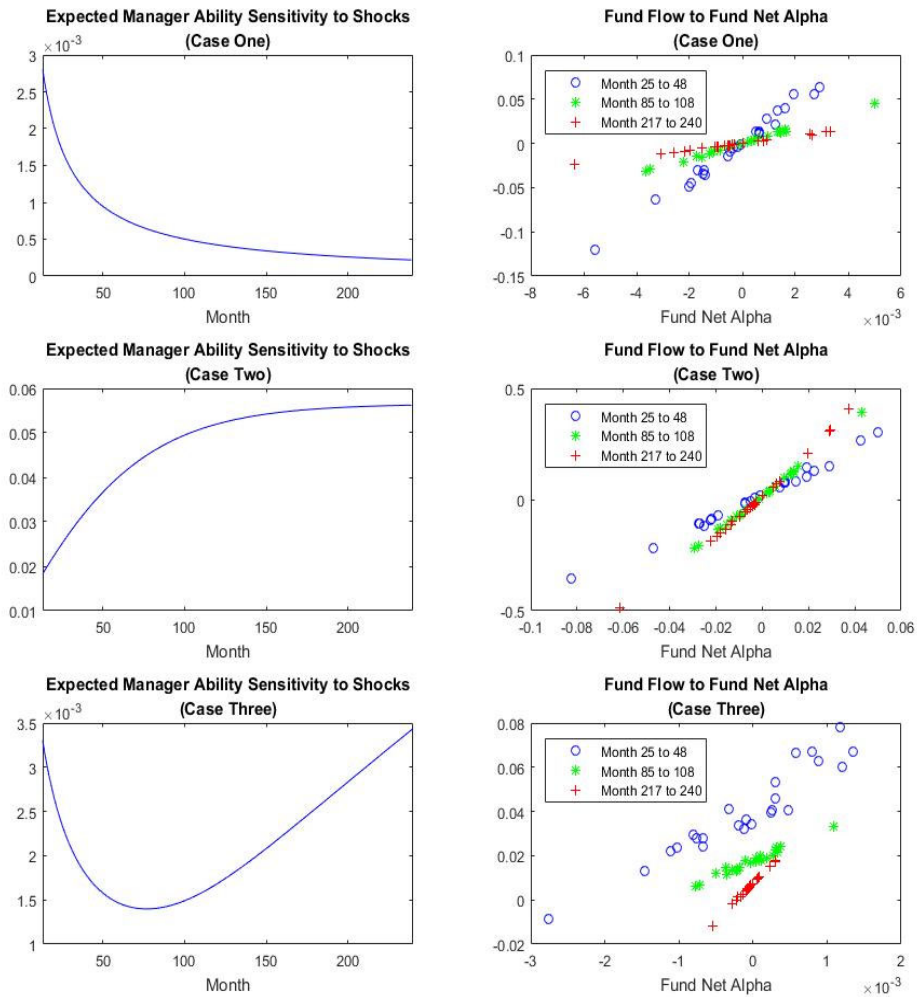 Expected Manager Ability Sensitivity to Shocks
(Case One)
×10⁻³
3
2.5
2
1.5
1
0.5
0
50 100 150 200
Month
Fund Flow to Fund Net Alpha
(Case One)
0.1
0.05
0
-0.05
-0.1
-0.15
Month 25 to 48
Month 85 to 108
Month 217 to 240
-8 -6 -4 -2 0 2 4 6
Fund Net Alpha
×10⁻³
Expected Manager Ability Sensitivity to Shocks
(Case Two)
0.06
0.05
0.04
0.03
0.02
0.01
50 100 150 200
Month
Fund Flow to Fund Net Alpha
(Case Two)
0.5
0
-0.5
Month 25 to 48
Month 85 to 108
Month 217 to 240
-0.1 -0.08 -0.06 -0.04 -0.02 0 0.02 0.04 0.06
Fund Net Alpha
Expected Manager Ability Sensitivity to Shocks
(Case Three)
×10⁻³
3.5
3
2.5
2
1.5
1
50 100 150 200
Month
Fund Flow to Fund Net Alpha
(Case Three)
0.08
0.06
0.04
0.02
0
-0.02
Month 25 to 48
Month 85 to 108
Month 217 to 240
-3 -2 -1 0 1 2
Fund Net Alpha
×10⁻³